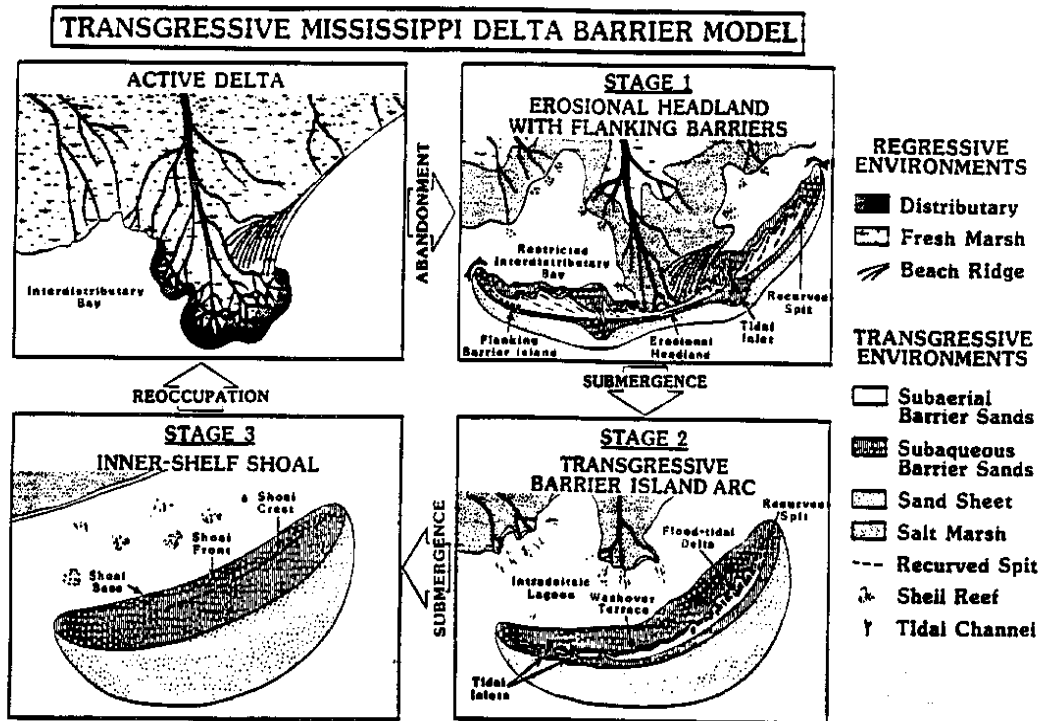 TRANSGRESSIVE MISSISSIPPI DELTA BARRIER MODEL
ACTIVE DELTA
Interdistributary
Bay
ABANDONMENT
STAGE 1
EROSIONAL HEADLAND
WITH FLANKING BARRIERS
Restricted
Interdistributary
Bay
Flanking
Barrier Island
Erosional
Headland
Tidal
Inlet
Recurved
Spit
SUBMERGENCE
STAGE 2
TRANSGRESSIVE
BARRIER ISLAND ARC
Recurved
Spit
Flood-tidal
Delta
Intradeltaic
Lagoon
Washover
Terrace
Tidal
Inlets
SUBMERGENCE
STAGE 3
INNER-SHELF SHOAL
Shoal
Crest
Shoal
Front
Shoal
Base
REOCCUPATION
REGRESSIVE
ENVIRONMENTS
Distributary
Fresh Marsh
Beach Ridge
TRANSGRESSIVE
ENVIRONMENTS
Subaerial
Barrier Sands
Subaqueous
Barrier Sands
Sand Sheet
Salt Marsh
Recurved Spit
Shell Reef
Tidal Channel